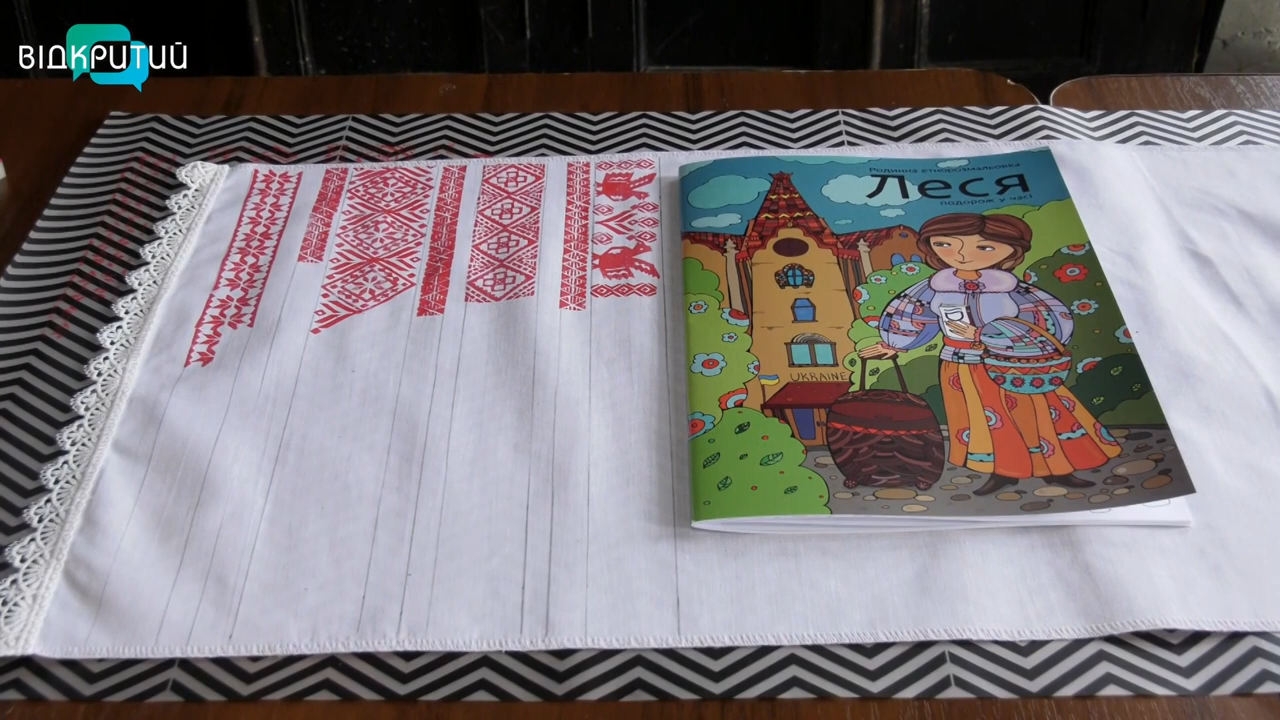 ВІДКРИТИЙ
Родинна етнорозмальовка
Леся
подорож у часі
UKRAINE